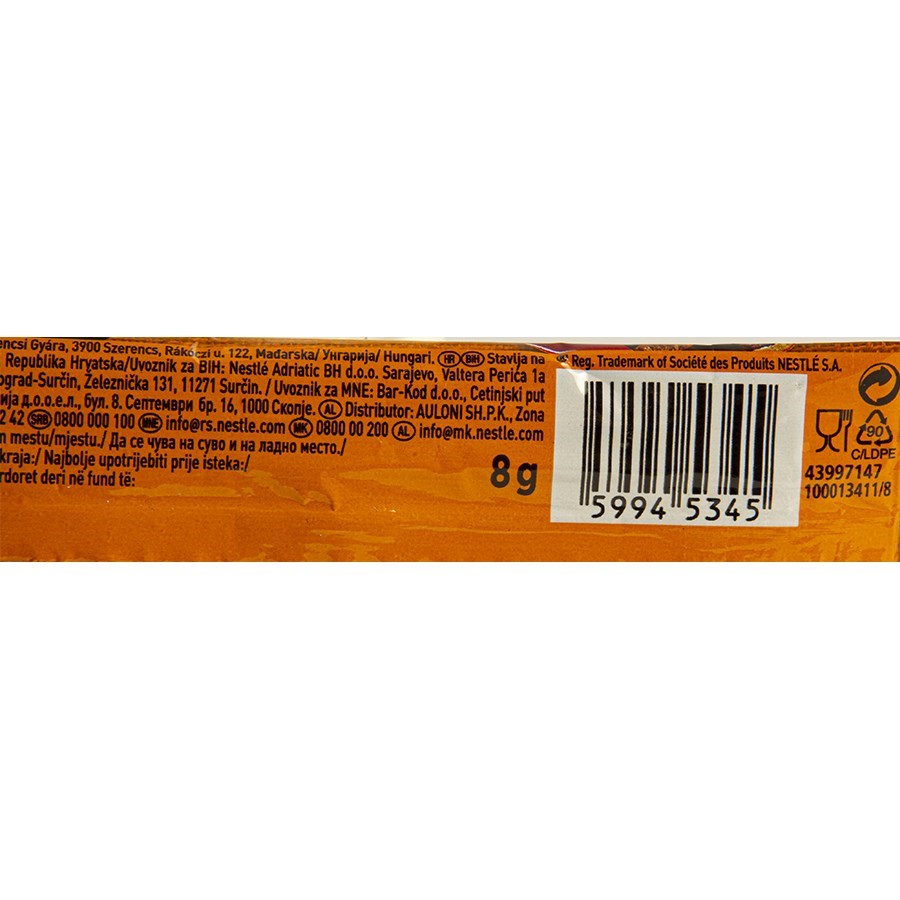 encsi Gyára, 3900 Szerencs, Rákóczi u. 122, Mađarska/Унгарија/ Hungari. HR BIH Stavlja na
Republika Hrvatska/Uvoznik za BIH: Nestlé Adriatic BH d.o.o. Sarajevo, Valtera Perića 1a
ograd-Surčin, Železnička 131, 11271 Surčin. / Uvoznik za MNE: Bar-Kod d.o.o., Cetinjski put
ија д.о.о.е.л., бул. 8. Септември бр. 16, 1000 Скопје. AL Distributor: AULONI SH.P.K., Zona
2 42 SRB 0800 000 100 MNE info@rs.nestle.com MK 0800 00 200 AL info@mk.nestle.com
n mestu/mjestu./ Да се чува на суво и на ладно место./
kraja:/ Najbolje upotrijebiti prije isteka:/
rdoret deri në fund të:
8g
Reg. Trademark of Société des Produits NESTLÉ S.A.
5994 5345
90
C/LDPE
43997147
100013411/8